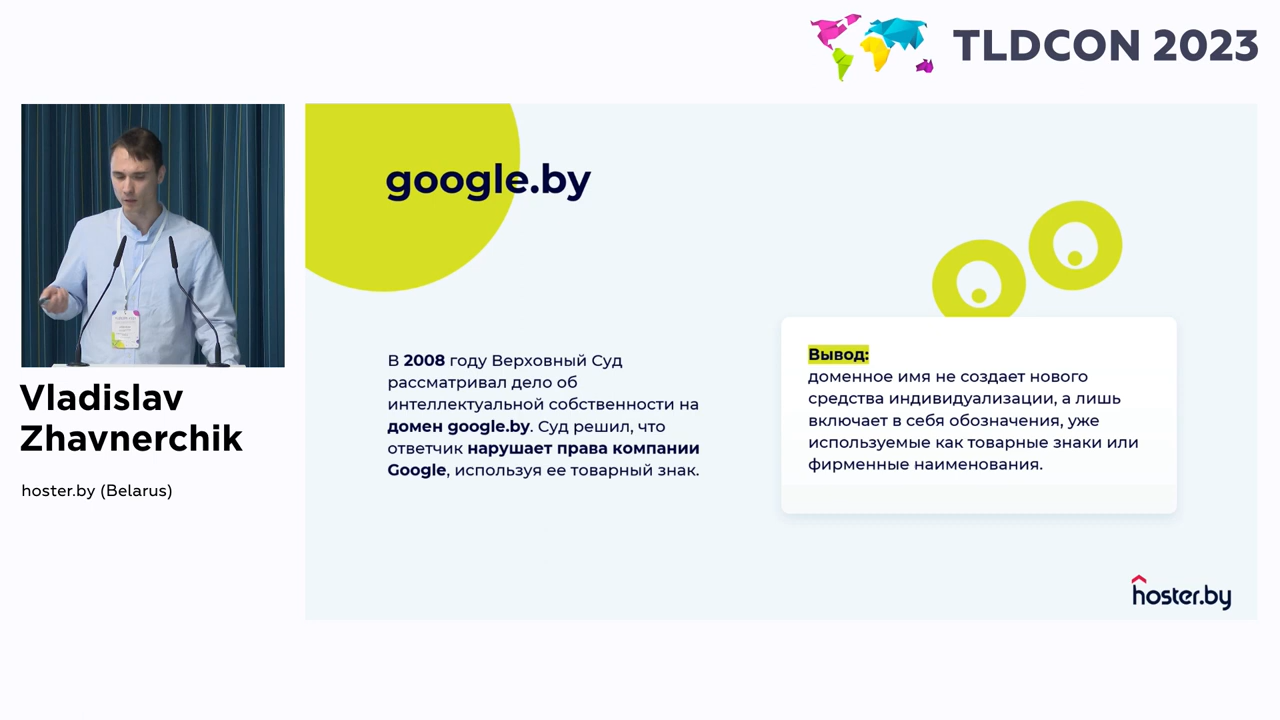 TLDCON 2023
google.by
В 2008 году Верховный Суд
рассматривал дело об
интеллектуальной собственности на
домен google.by. Суд решил, что
ответчик нарушает права компании
Google, используя ее товарный знак.
Вывод:
доменное имя не создает нового
средства индивидуализации, а лишь
включает в себя обозначения, уже
используемые как товарные знаки или
фирменные наименования.
hoster.by
Vladislav
Zhavnerchik
hoster.by (Belarus)